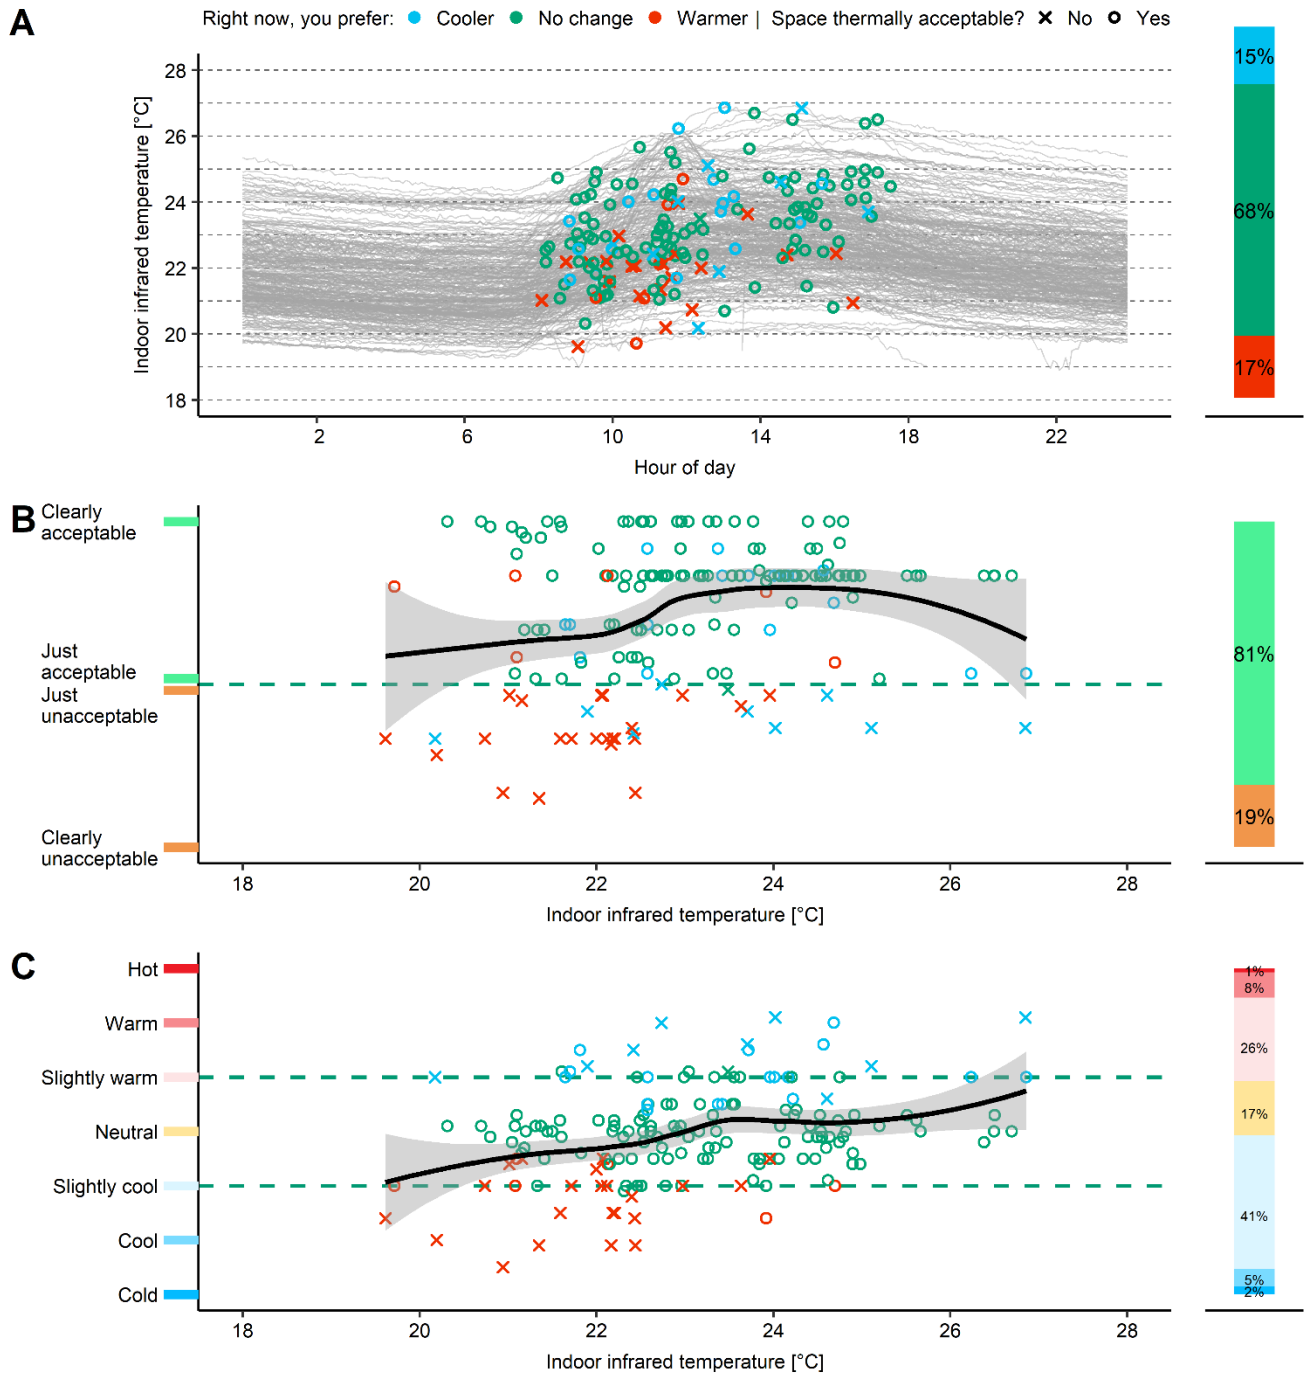 A
Right now, you prefer: Cooler No change Warmer | Space thermally acceptable? No Yes
Indoor infrared temperature [°C]
28
26
24
22
20
18
2 6 10 14 18 22
Hour of day
15%
68%
17%
B
Clearly
acceptable
Just
acceptable
Just
unacceptable
Clearly
unacceptable
18 20 22 24 26 28
Indoor infrared temperature [°C]
81%
19%
C
Hot
Warm
Slightly warm
Neutral
Slightly cool
Cool
Cold
18 20 22 24 26 28
Indoor infrared temperature [°C]
1%
8%
26%
17%
41%
5%
2%